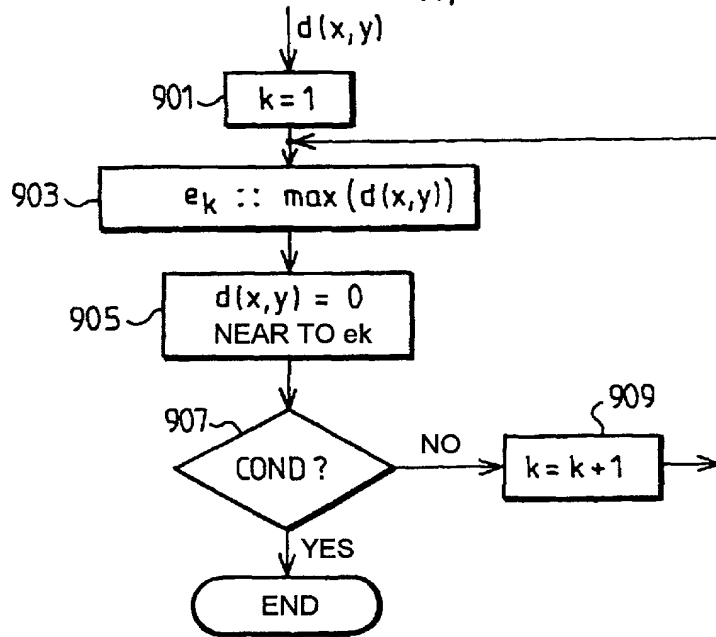 d(x,y)
901
k=1
903
e_k :: max(d(x,y))
905
d(x,y) = 0
NEAR TO ek
907
COND ?
NO
909
k=k+1
YES
END